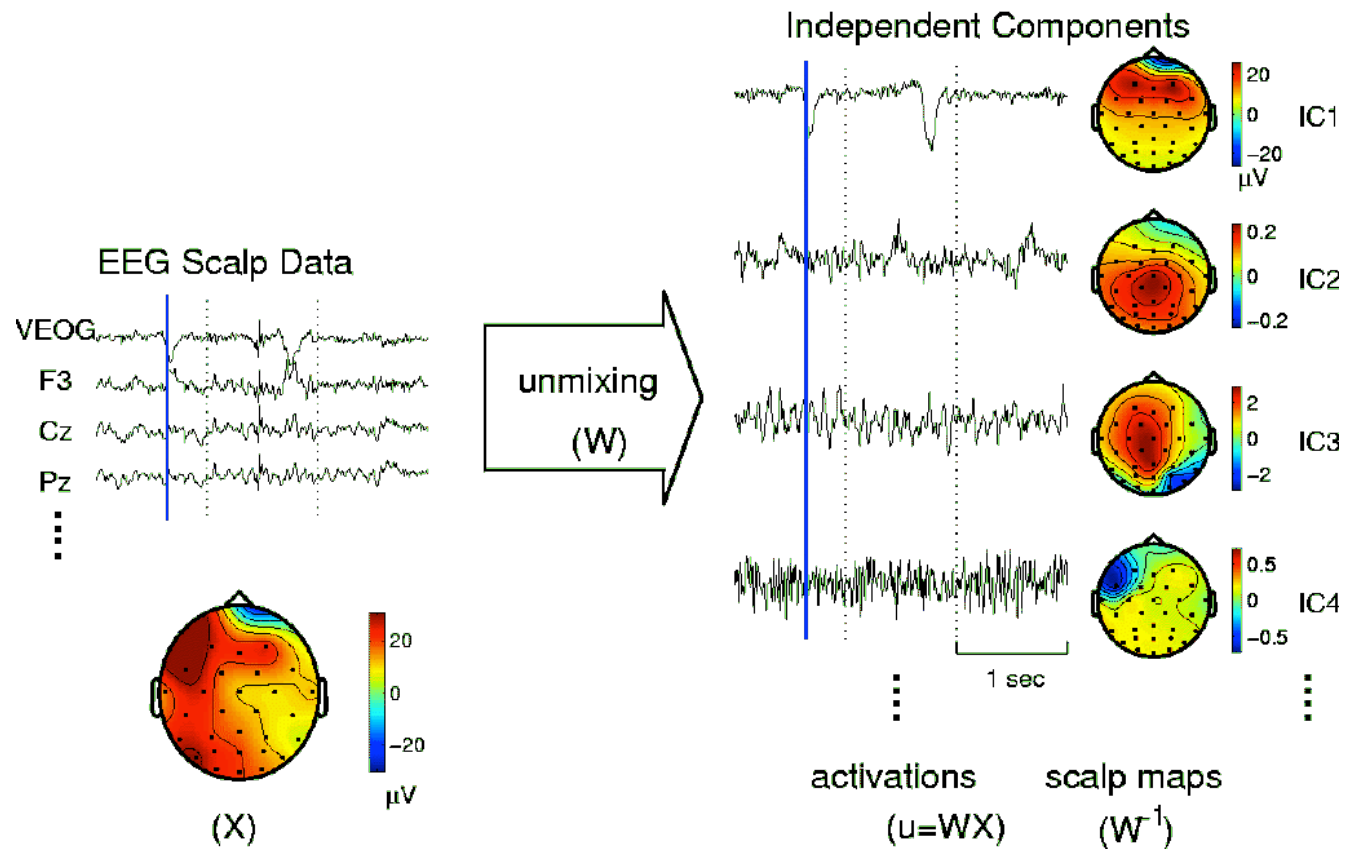 EEG Scalp Data
VEOG
F3
Cz
Pz
20
0
−20
μV
(X)
unmixing
(W)
Independent Components
20
0
−20
μV
IC1
0.2
0
−0.2
IC2
2
0
−2
IC3
0.5
0
−0.5
IC4
1 sec
activations
(u=WX)
scalp maps
(W⁻¹)